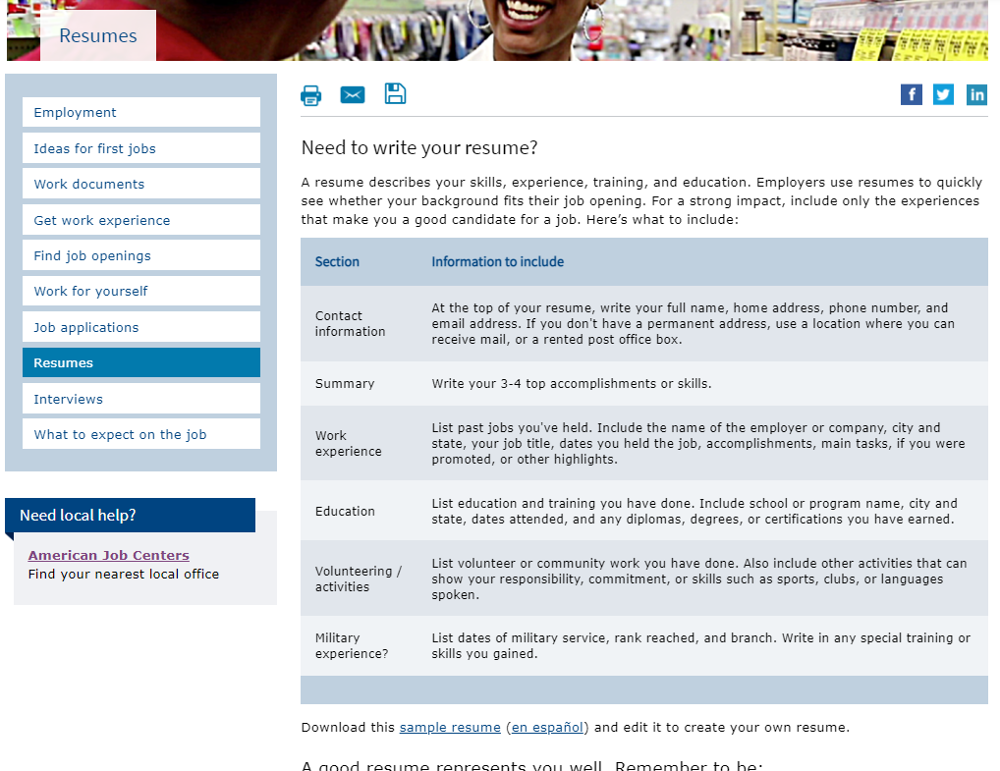 Resumes
Employment
Ideas for first jobs
Work documents
Get work experience
Find job openings
Work for yourself
Job applications
Resumes
Interviews
What to expect on the job
Need local help?
American Job Centers
Find your nearest local office
f
in
Need to write your resume?
A resume describes your skills, experience, training, and education. Employers use resumes to quickly
see whether your background fits their job opening. For a strong impact, include only the experiences
that make you a good candidate for a job. Here’s what to include:
Section Information to include
Contact
information
At the top of your resume, write your full name, home address, phone number, and
email address. If you don't have a permanent address, use a location where you can
receive mail, or a rented post office box.
Summary
Write your 3-4 top accomplishments or skills.
Work
experience
List past jobs you've held. Include the name of the employer or company, city and
state, your job title, dates you held the job, accomplishments, main tasks, if you were
promoted, or other highlights.
Education
List education and training you have done. Include school or program name, city and
state, dates attended, and any diplomas, degrees, or certifications you have earned.
Volunteering /
activities
List volunteer or community work you have done. Also include other activities that can
show your responsibility, commitment, or skills such as sports, clubs, or languages
spoken.
Military
experience?
List dates of military service, rank reached, and branch. Write in any special training or
skills you gained.
Download this sample resume (en español) and edit it to create your own resume.
A good resume represents you well. Remember to be: